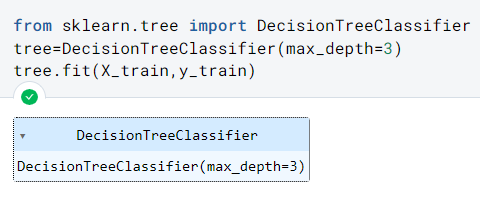 from sklearn.tree import DecisionTreeClassifier
tree=DecisionTreeClassifier(max_depth=3)
tree.fit(X_train,y_train)
DecisionTreeClassifier
DecisionTreeClassifier(max_depth=3)